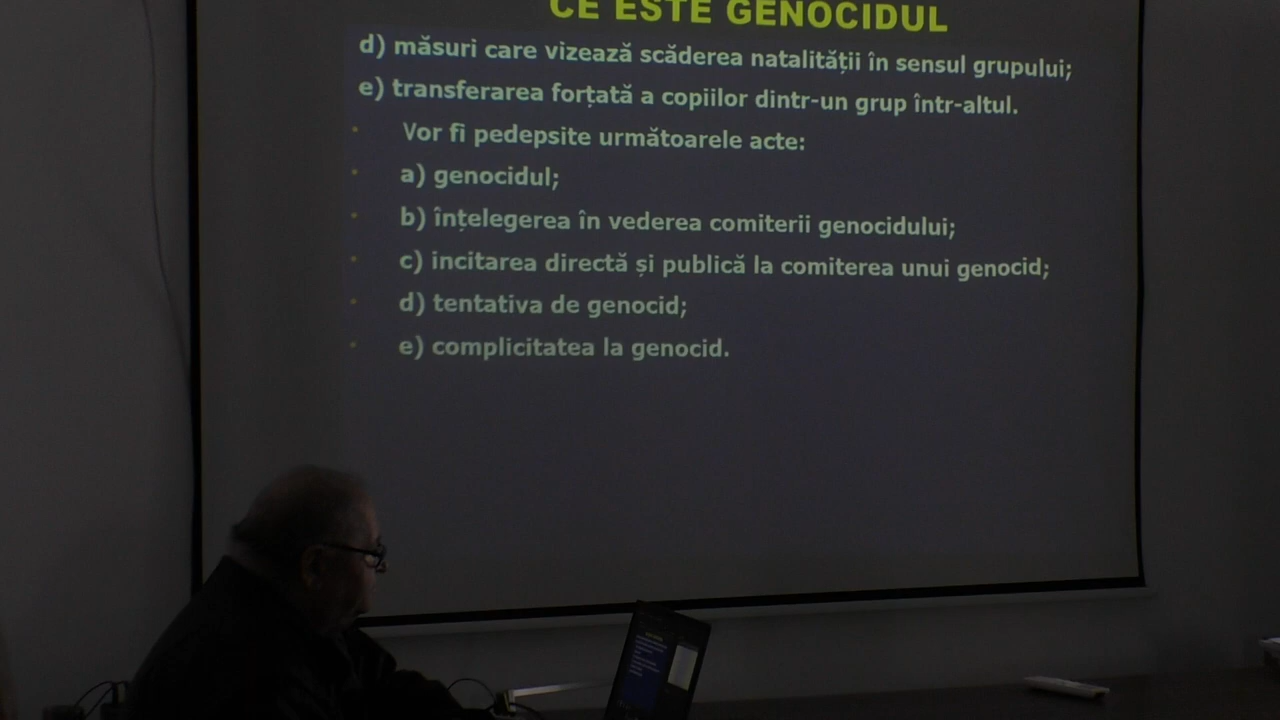 CE ESTE GENOCIDUL
d) măsuri care vizează scăderea natalității în sensul grupului;
e) transferarea forțată a copiilor dintr-un grup într-altul.
Vor fi pedepsite următoarele acte:
a) genocidul;
b) înțelegerea în vederea comiterii genocidului;
c) incitarea directă și publică la comiterea unui genocid;
d) tentativa de genocid;
e) complicitatea la genocid.